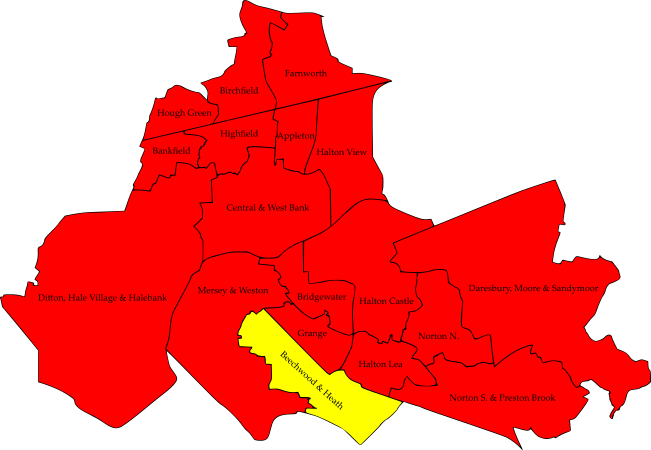 Farnworth
Birchfield
Hough Green
Highfield
Appleton
Bankfield
Halton View
Central & West Bank
Ditton, Hale Village & Halebank
Mersey & Weston
Bridgewater
Halton Castle
Daresbury, Moore & Sandymoor
Grange
Norton N.
Halton Lea
Beechwood & Heath
Norton S. & Preston Brook